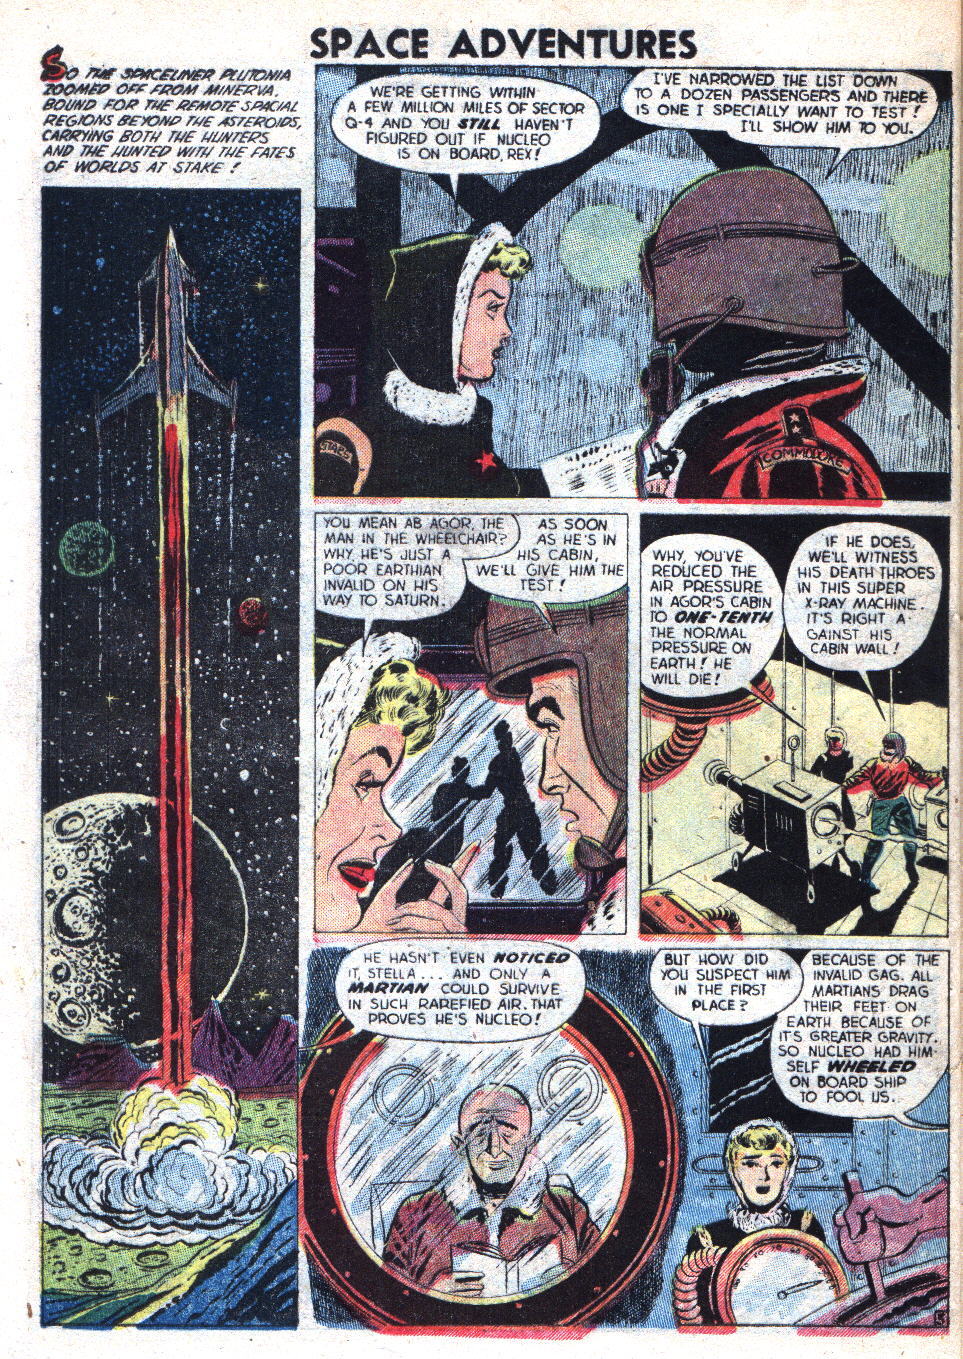 SPACE ADVENTURES
SO THE SPACELINER PLUTONIA
ZOOMED OFF FROM MINERVA,
BOUND FOR THE REMOTE SPACIAL
REGIONS BEYOND THE ASTEROIDS,
CARRYING BOTH THE HUNTERS
AND THE HUNTED WITH THE FATES
OF WORLDS AT STAKE!
WE'RE GETTING WITHIN
A FEW MILLION MILES OF SECTOR
Q-4 AND YOU STILL HAVEN'T
FIGURED OUT IF NUCLEO
IS ON BOARD, REX!
I'VE NARROWED THE LIST DOWN
TO A DOZEN PASSENGERS AND THERE
IS ONE I SPECIALLY WANT TO TEST!
I'LL SHOW HIM TO YOU.
STARS
COMMODORE
YOU MEAN AB AGOR, THE
MAN IN THE WHEELCHAIR?
WHY, HE'S JUST A
POOR EARTHIAN
INVALID ON HIS
WAY TO SATURN.
AS SOON
AS HE'S IN
HIS CABIN,
WE'LL GIVE HIM THE
TEST!
WHY, YOU'VE
REDUCED THE
AIR PRESSURE
IN AGOR'S CABIN
TO ONE-TENTH
THE NORMAL
PRESSURE ON
EARTH! HE
WILL DIE!
IF HE DOES,
WE'LL WITNESS
HIS DEATH THROES
IN THIS SUPER
X-RAY MACHINE.
IT'S RIGHT A-
GAINST HIS
CABIN WALL!
HE HASN'T EVEN NOTICED
IT, STELLA... AND ONLY A
MARTIAN COULD SURVIVE
IN SUCH RAREFIED AIR. THAT
PROVES HE'S NUCLEO!
BUT HOW DID
YOU SUSPECT HIM
IN THE FIRST
PLACE?
BECAUSE OF THE
INVALID GAG. ALL
MARTIANS DRAG
THEIR FEET ON
EARTH BECAUSE OF
IT'S GREATER GRAVITY.
SO NUCLEO HAD HIM-
SELF WHEELED
ON BOARD SHIP
TO FOOL US.
5